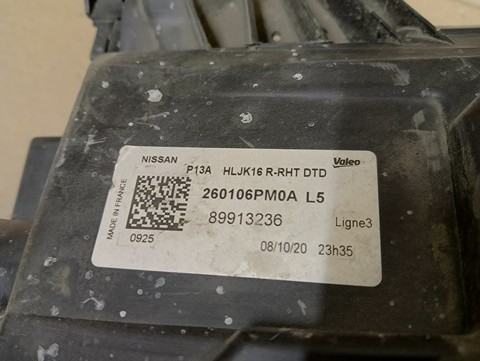 NISSAN P13A HLJK16 R-RHT DTD Valeo
260106PM0A L5
89913236 Ligne3
MADE IN FRANCE
0925 08/10/20 23h35